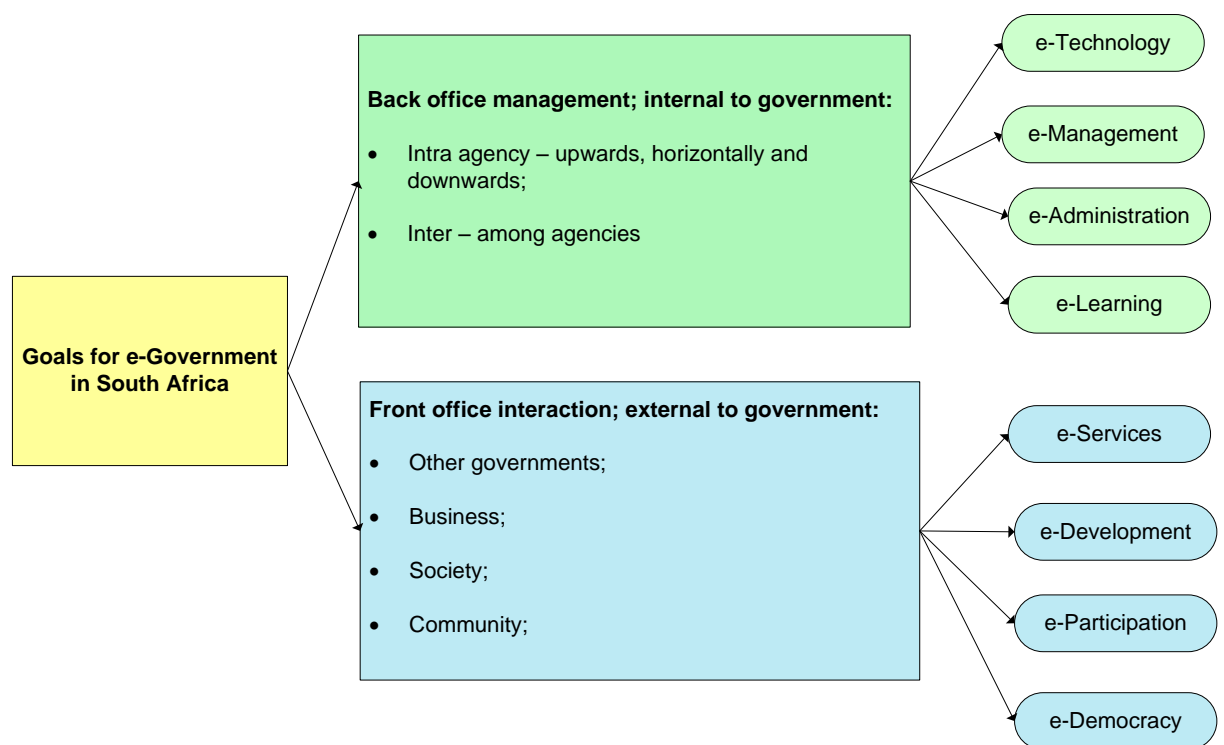 Goals for e-Government
in South Africa
Back office management; internal to government:
• Intra agency – upwards, horizontally and
downwards;
• Inter – among agencies
e-Technology
e-Management
e-Administration
e-Learning
Front office interaction; external to government:
• Other governments;
• Business;
• Society;
• Community;
e-Services
e-Development
e-Participation
e-Democracy